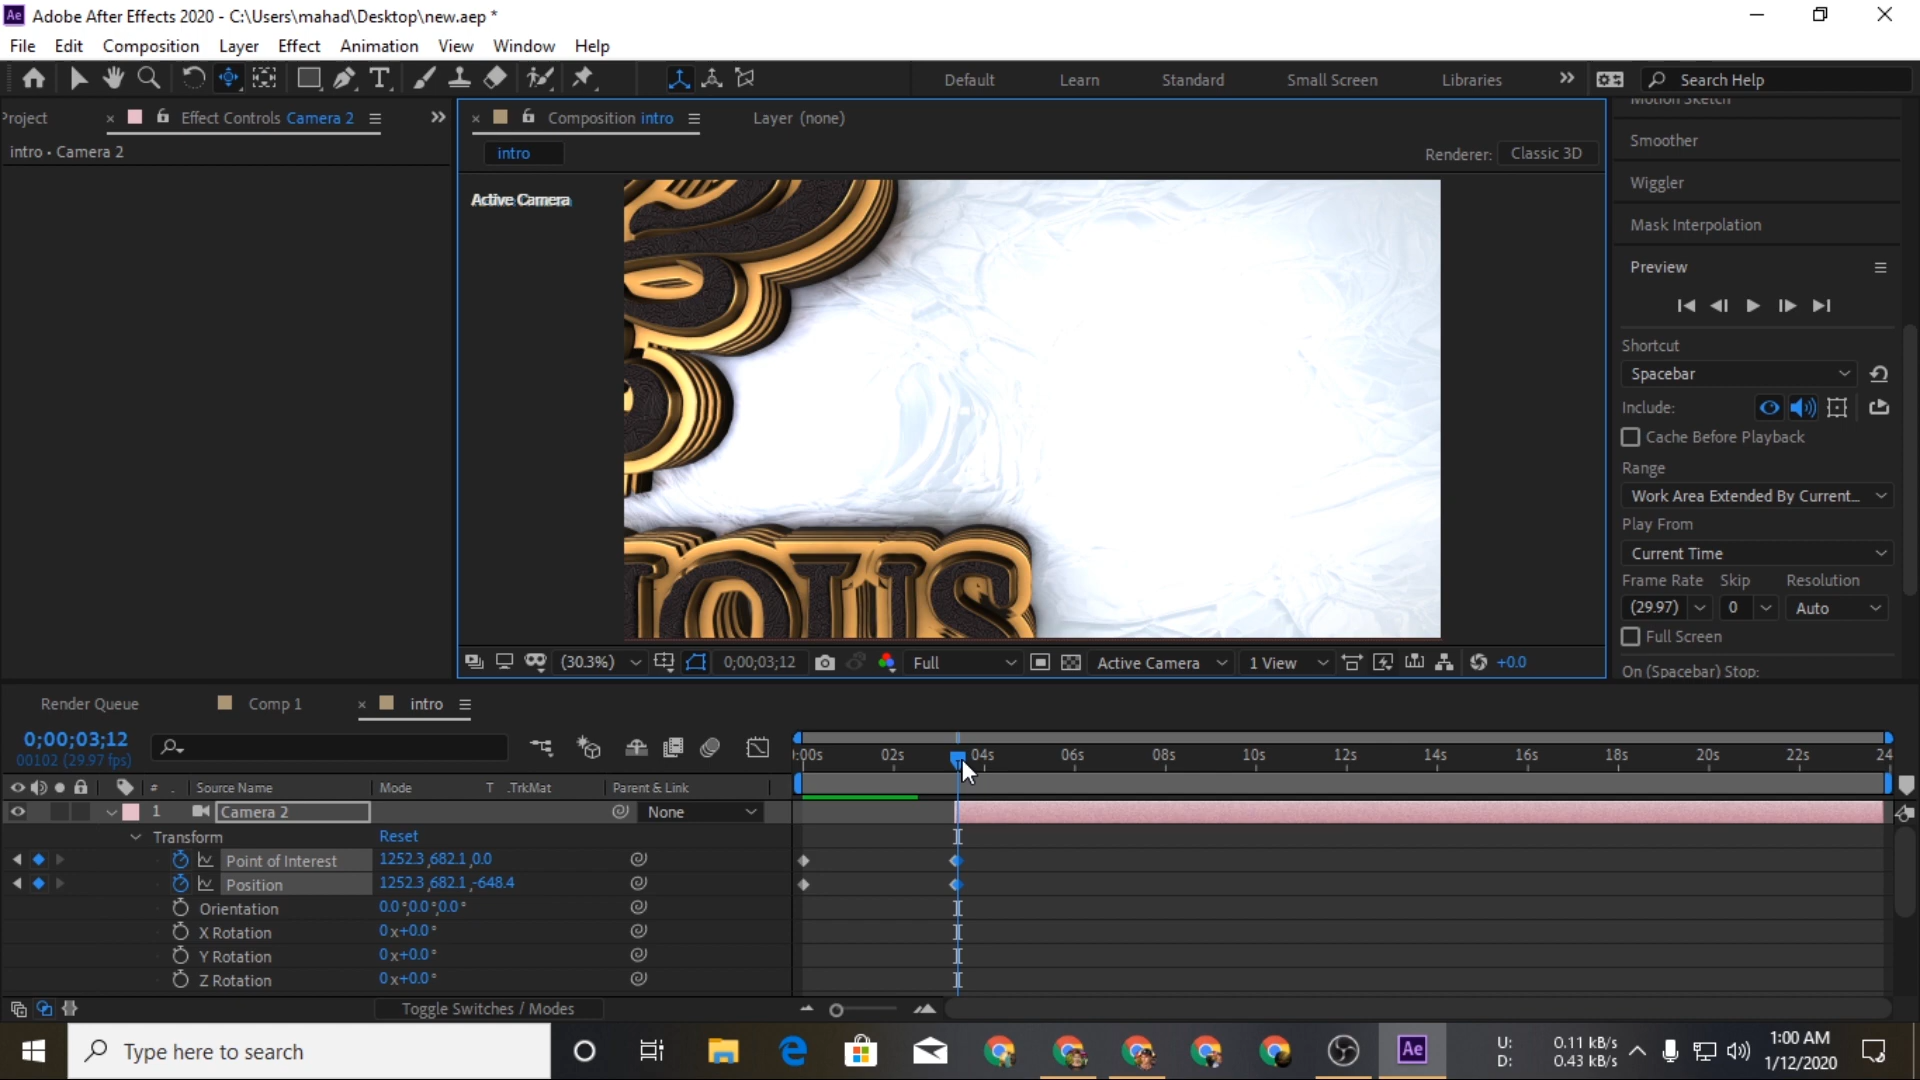 Ae Adobe After Effects 2020 - C:\Users\mahad\Desktop\new.aep *
File Edit Composition Layer Effect Animation View Window Help
Default Learn Standard Small Screen Libraries Search Help
Project Effect Controls Camera 2 Composition intro Layer (none)
Motion Sketch
intro • Camera 2
intro
Renderer: Classic 3D
Smoother
Wiggler
Mask Interpolation
Active Camera
Preview
Shortcut
Spacebar
Include:
Cache Before Playback
Range
Work Area Extended By Current...
Play From
Current Time
Frame Rate Skip Resolution
(29.97) 0 Auto
Full Screen
On (Spacebar) Stop:
IOUS
(30.3%) 0;00;03;12 Full Active Camera 1 View +0.0
Render Queue Comp 1 intro
0;00;03;12
00102 (29.97 fps)
:00s 02s 04s 06s 08s 10s 12s 14s 16s 18s 20s 22s 24
# . Source Name Mode T .TrkMat Parent & Link
1 Camera 2 None
Transform Reset
Point of Interest 1252.3,682.1,0.0
Position 1252.3,682.1,-648.4
Orientation 0.0°,0.0°,0.0°
X Rotation 0x+0.0°
Y Rotation 0x+0.0°
Z Rotation 0x+0.0°
Toggle Switches / Modes
Type here to search
Ae
U: 0.11 kB/s
D: 0.43 kB/s
1:00 AM
1/12/2020